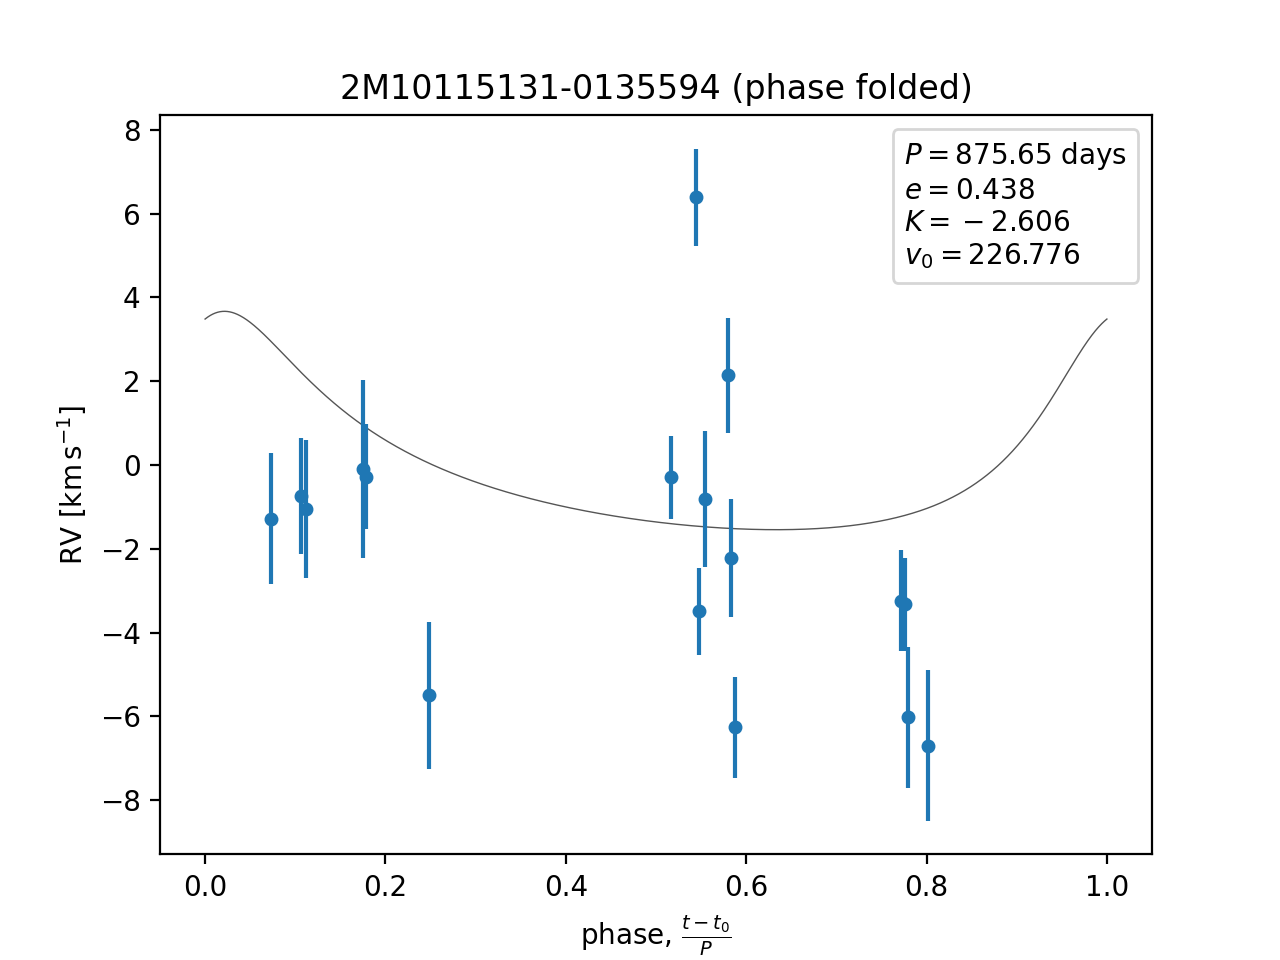 2M10115131-0135594 (phase folded)
P = 875.65 days
e = 0.438
K = −2.606
v₀ = 226.776
RV [km s⁻¹]
8
6
4
2
0
−2
−4
−6
−8
0.0 0.2 0.4 0.6 0.8 1.0
phase, (t − t₀)/P